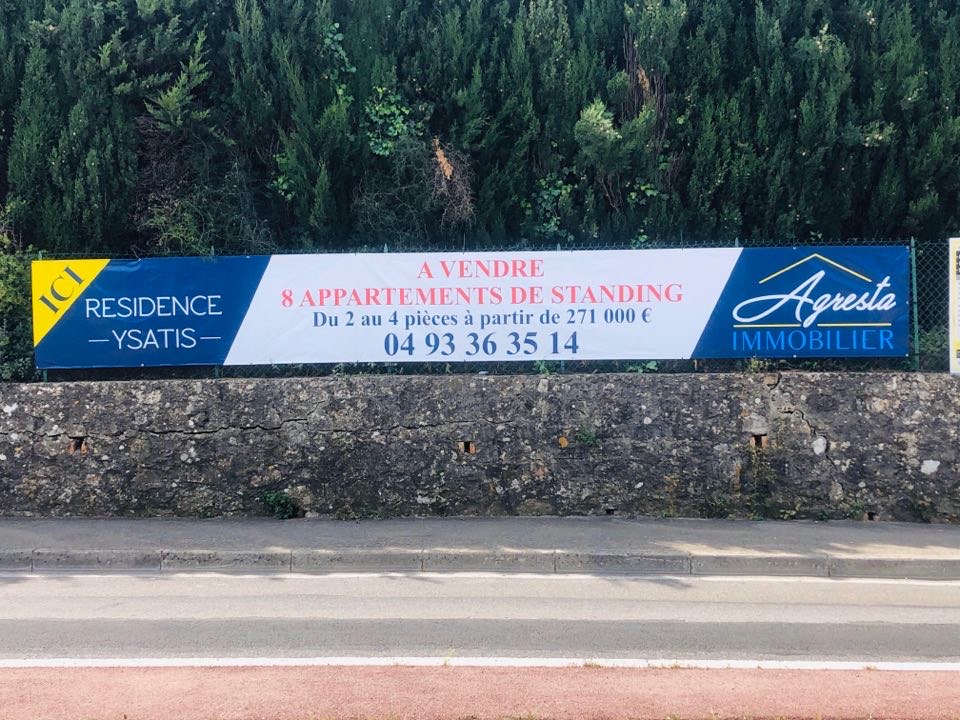 ICI
RESIDENCE
—YSATIS—
A VENDRE
8 APPARTEMENTS DE STANDING
Du 2 au 4 pièces à partir de 271 000 €
04 93 36 35 14
Agresta
IMMOBILIER